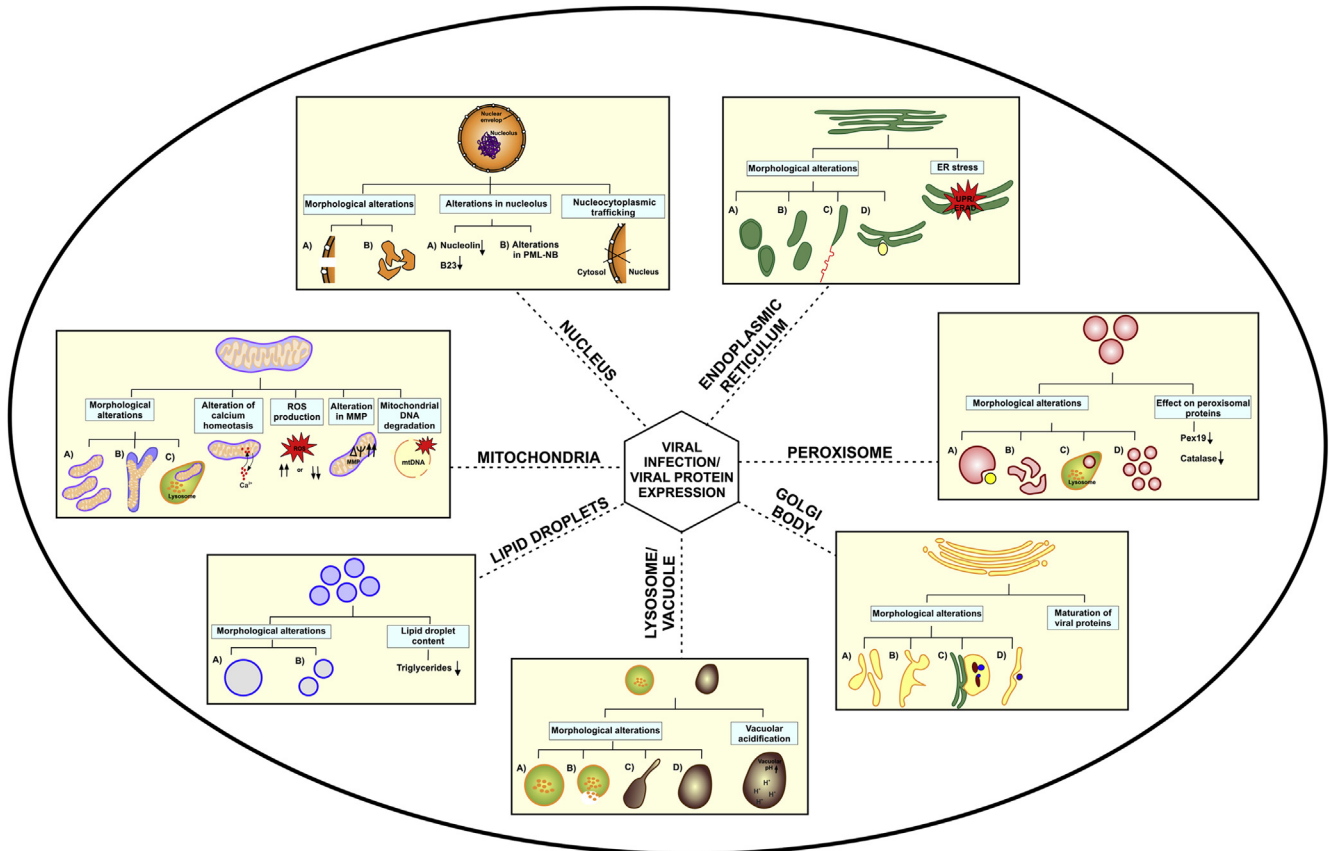 Nuclear
envelop
Nucleolus
Morphological alterations
Alterations in nucleolus
Nucleocytoplasmic
trafficking
A)
B)
A) Nucleolin
B23
B) Alterations
in PML-NB
Cytosol
Nucleus
Morphological alterations
ER stress
A)
B)
C)
D)
UPR/
ERAD
NUCLEUS
ENDOPLASMIC
RETICULUM
Morphological
alterations
Alteration of
calcium
homeotasis
ROS
production
Alteration
in MMP
Mitochondrial
DNA
degradation
A)
B)
C)
Lysosome
Ca²⁺
ROS
or
ΔΨ
MMP
mtDNA
MITOCHONDRIA
VIRAL
INFECTION/
VIRAL PROTEIN
EXPRESSION
PEROXISOME
Morphological alterations
Effect on peroxisomal
proteins
A)
B)
C)
D)
Lysosome
Pex19
Catalase
LIPID DROPLETS
Morphological alterations
Lipid droplet
content
A)
B)
Triglycerides
LYSOSOME/
VACUOLE
Morphological alterations
Vacuolar
acidification
A)
B)
C)
D)
Vacuolar
pH
H⁺
H⁺ H⁺
H⁺
GOLGI
BODY
Morphological alterations
Maturation of
viral proteins
A)
B)
C)
D)